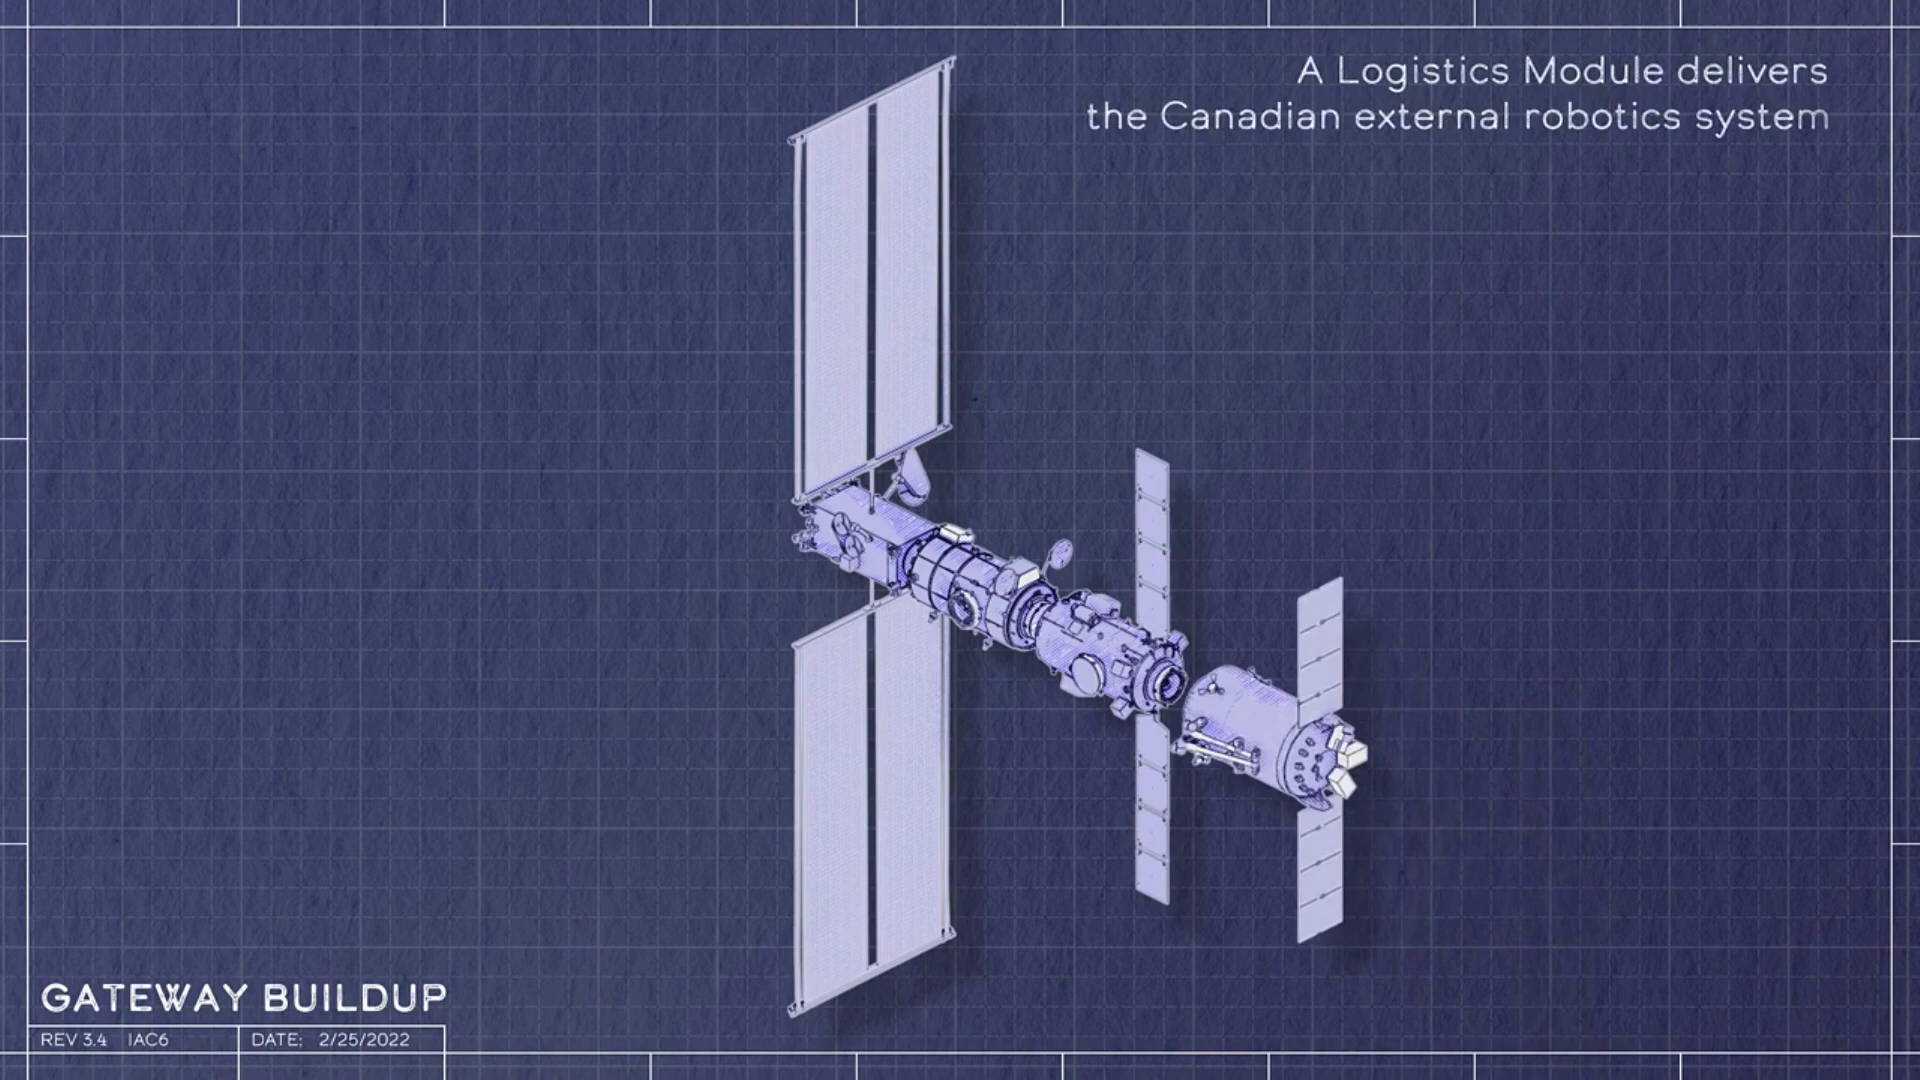 A Logistics Module delivers
the Canadian external robotics system
GATEWAY BUILDUP
REV 3.4 IAC6 DATE: 2/25/2022